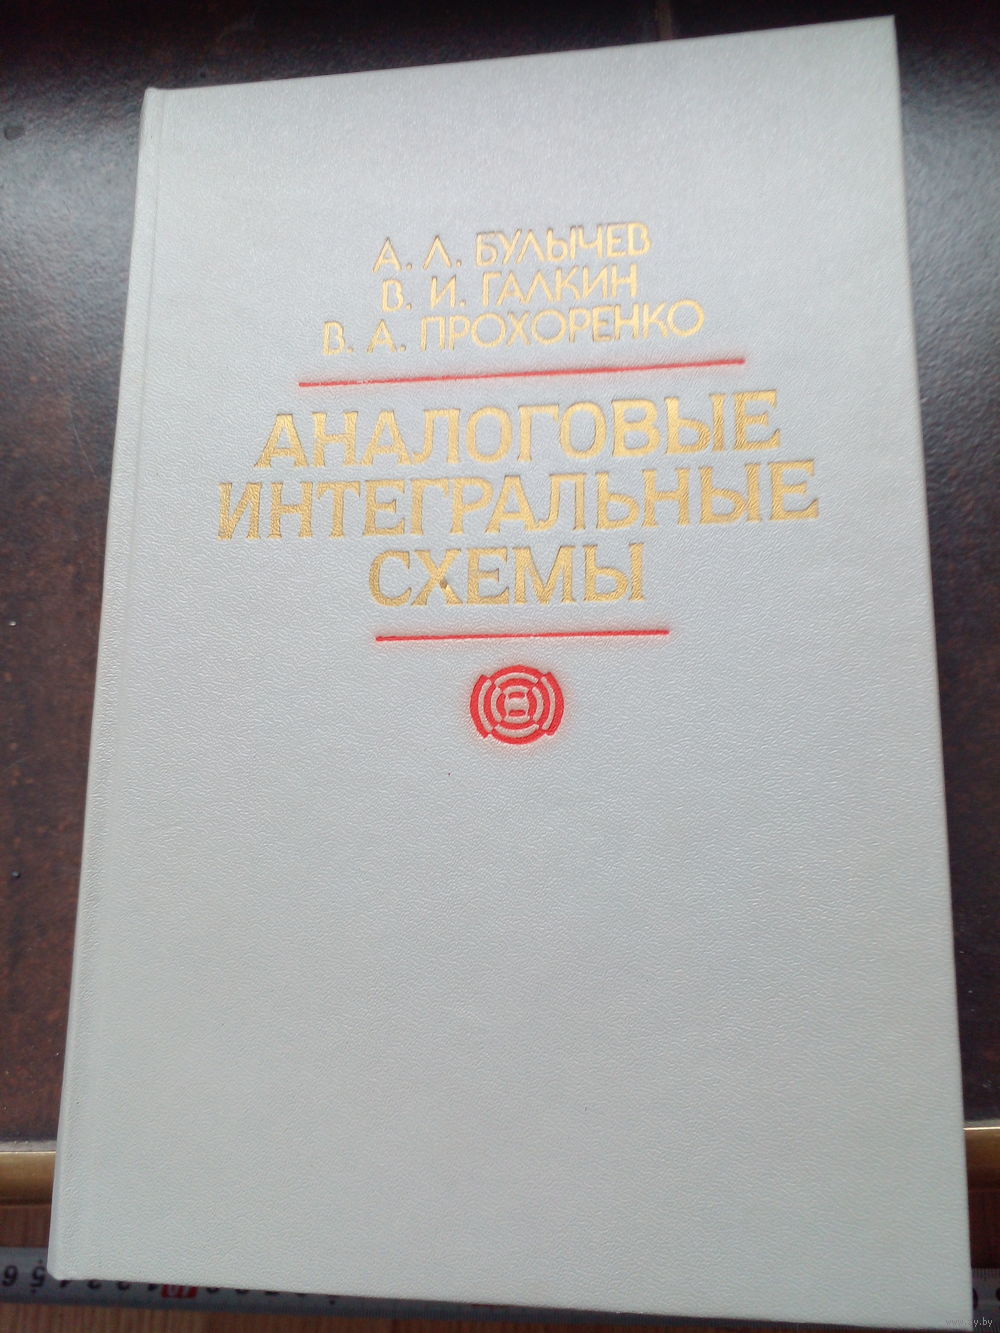 А. Л. БУЛЫЧЕВ
В. И. ГАЛКИН
В. А. ПРОХОРЕНКО
АНАЛОГОВЫЕ
ИНТЕГРАЛЬНЫЕ
СХЕМЫ